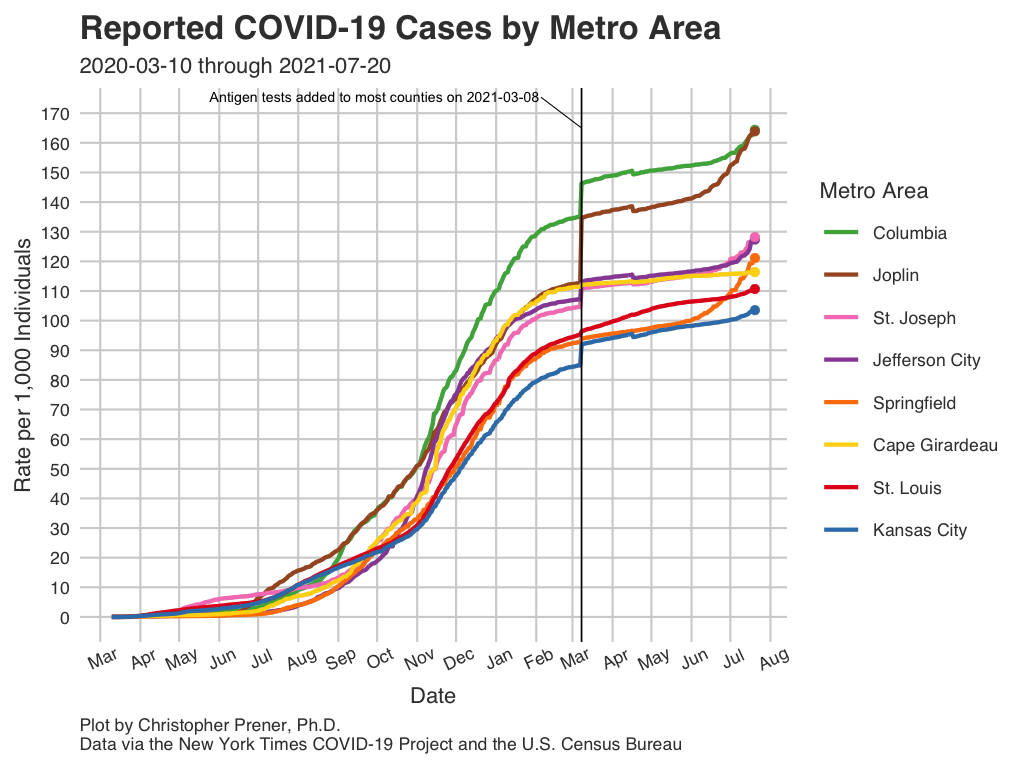 Reported COVID-19 Cases by Metro Area
2020-03-10 through 2021-07-20
Antigen tests added to most counties on 2021-03-08
170
160
150
140
130
120
110
100
90
80
70
60
50
40
30
20
10
0
Rate per 1,000 Individuals
Mar Apr May Jun Jul Aug Sep Oct Nov Dec Jan Feb Mar Apr May Jun Jul Aug
Date
Metro Area
Columbia
Joplin
St. Joseph
Jefferson City
Springfield
Cape Girardeau
St. Louis
Kansas City
Plot by Christopher Prener, Ph.D.
Data via the New York Times COVID-19 Project and the U.S. Census Bureau